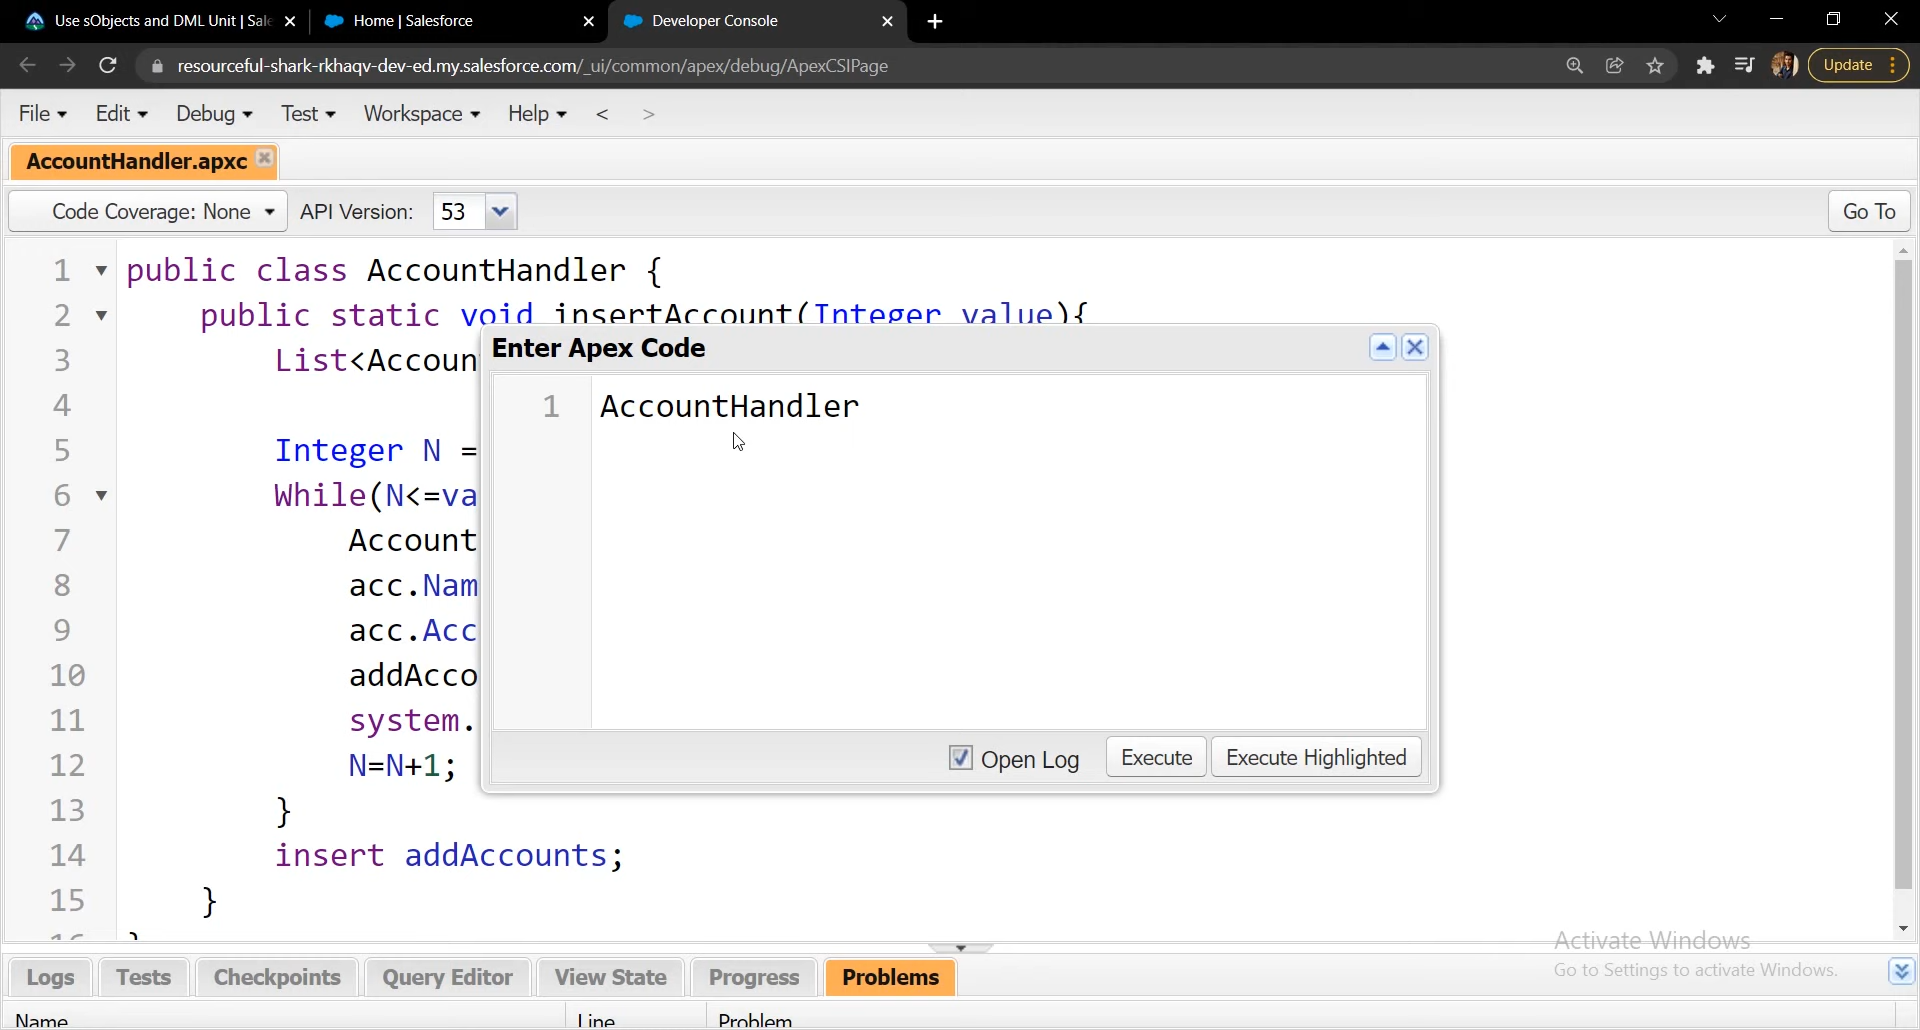 Use sObjects and DML Unit | Sale
Home | Salesforce
Developer Console
resourceful-shark-rkhaqv-dev-ed.my.salesforce.com/_ui/common/apex/debug/ApexCSIPage
Update
File Edit Debug Test Workspace Help < >
AccountHandler.apxc
Code Coverage: None API Version: 53 Go To
1 public class AccountHandler {
2 public static void insertAccount(Integer value){
3 List<Accoun
4
5 Integer N =
6 While(N<=va
7 Account
8 acc.Nam
9 acc.Acc
10 addAcco
11 system.
12 N=N+1;
13 }
14 insert addAccounts;
15 }
16 }
Enter Apex Code
1 AccountHandler
Open Log Execute Execute Highlighted
Activate Windows
Go to Settings to activate Windows.
Logs Tests Checkpoints Query Editor View State Progress Problems
Name Line Problem